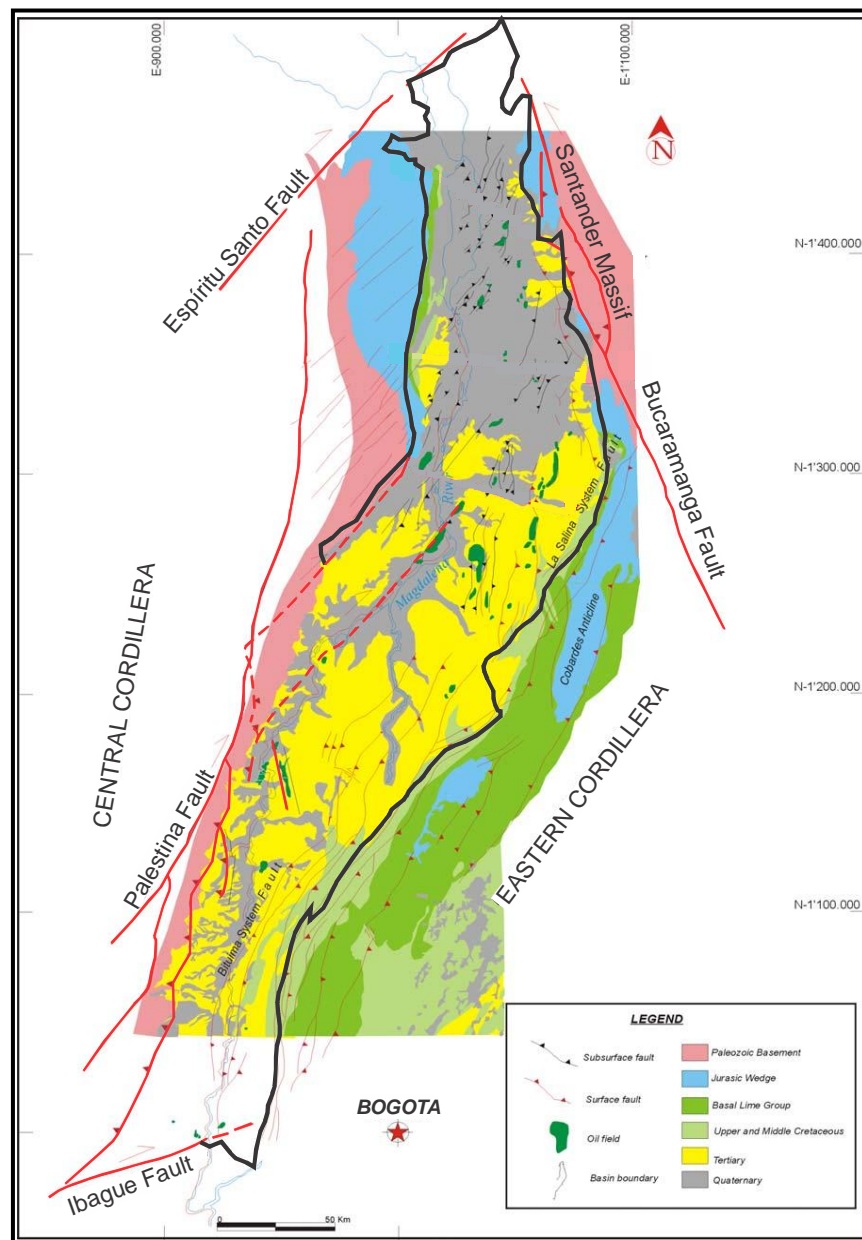 E-900.000
E-1'100.000
N
Santander Massif
Espíritu Santo Fault
N-1'400.000
Bucaramanga Fault
N-1'300.000
River
La Salina System Fault
Magdalena
Cobardes Anticline
N-1'200.000
CENTRAL CORDILLERA
EASTERN CORDILLERA
Palestina Fault
N-1'100.000
Bituima System Fault
LEGEND
Subsurface fault
Paleozoic Basement
Jurasic Wedge
Surface fault
Basal Lime Group
Oil field
Upper and Middle Cretaceous
Tertiary
Basin boundary
Quaternary
BOGOTA
Ibague Fault
0 50 Km